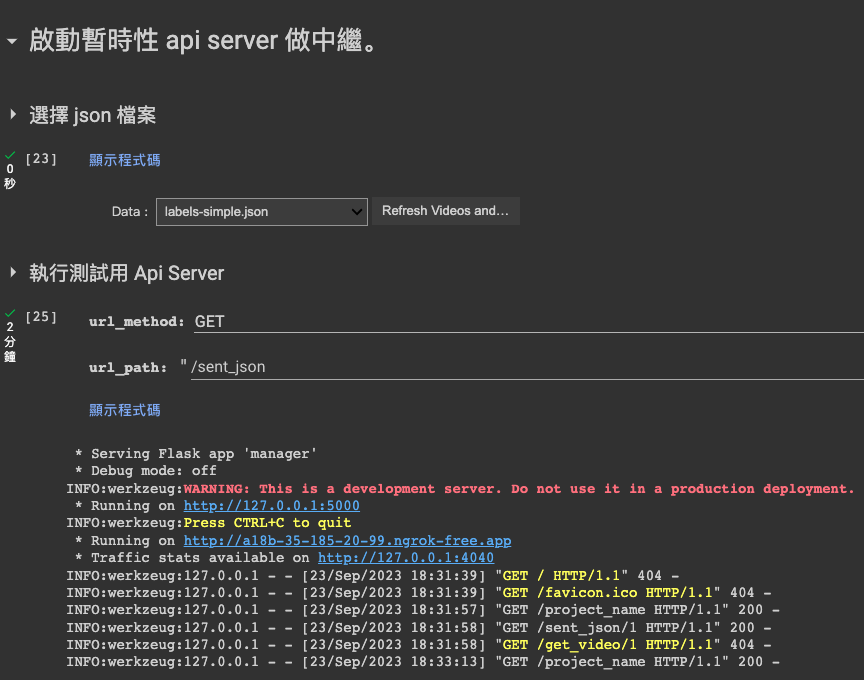 啟動暫時性 api server 做中繼。
選擇 json 檔案
[23] 顯示程式碼
0
秒
Data : labels-simple.json Refresh Videos and…
執行測試用 Api Server
[25] url_method: GET
2
分
鐘
url_path: " /sent_json
顯示程式碼
* Serving Flask app 'manager'
* Debug mode: off
INFO:werkzeug:WARNING: This is a development server. Do not use it in a production deployment.
* Running on http://127.0.0.1:5000
INFO:werkzeug:Press CTRL+C to quit
* Running on http://a18b-35-185-20-99.ngrok-free.app
* Traffic stats available on http://127.0.0.1:4040
INFO:werkzeug:127.0.0.1 - - [23/Sep/2023 18:31:39] "GET / HTTP/1.1" 404 -
INFO:werkzeug:127.0.0.1 - - [23/Sep/2023 18:31:39] "GET /favicon.ico HTTP/1.1" 404 -
INFO:werkzeug:127.0.0.1 - - [23/Sep/2023 18:31:57] "GET /project_name HTTP/1.1" 200 -
INFO:werkzeug:127.0.0.1 - - [23/Sep/2023 18:31:58] "GET /sent_json/1 HTTP/1.1" 200 -
INFO:werkzeug:127.0.0.1 - - [23/Sep/2023 18:31:58] "GET /get_video/1 HTTP/1.1" 404 -
INFO:werkzeug:127.0.0.1 - - [23/Sep/2023 18:33:13] "GET /project_name HTTP/1.1" 200 -